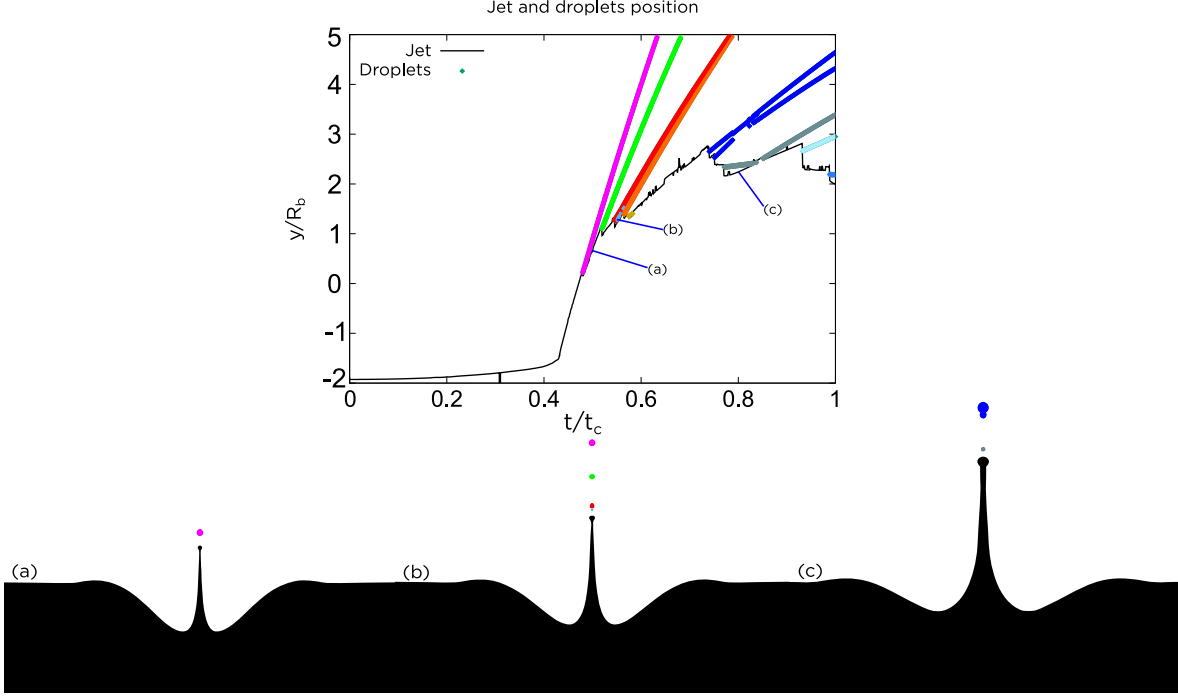 Jet and droplets position
Jet
Droplets
y/R_b
5
4
3
2
1
0
-1
-2
0
0.2
0.4
0.6
0.8
1
t/t_c
(a)
(b)
(c)
(a)
(b)
(c)